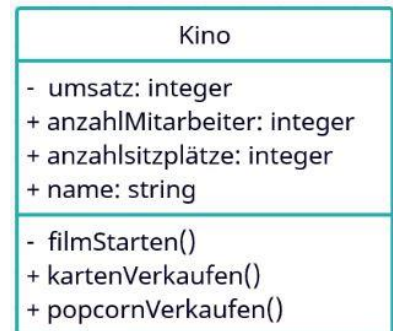 Kino
- umsatz: integer
+ anzahlMitarbeiter: integer
+ anzahlsitzplätze: integer
+ name: string
- filmStarten()
+ kartenVerkaufen()
+ popcornVerkaufen()